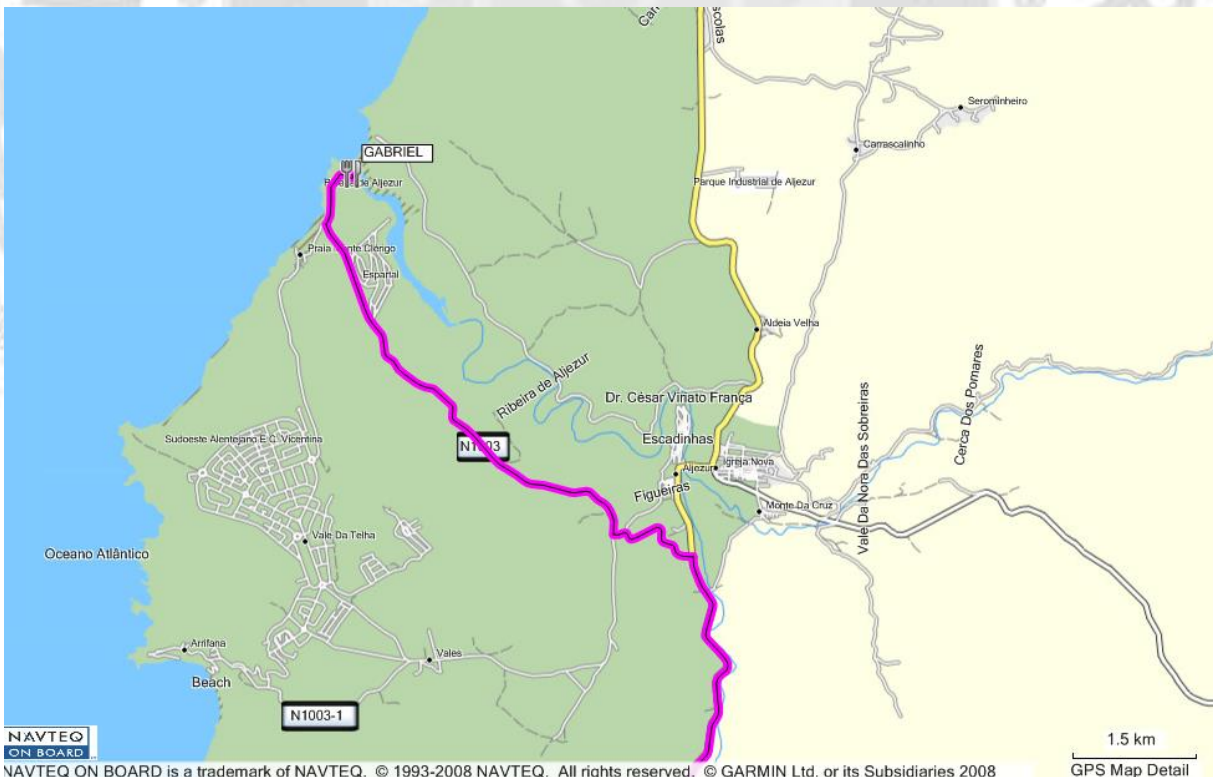 Serominheiro
Carrascalinho
GABRIEL
Parque Industrial de Aljezur
de Aljezur
Espartal
Aldeia Velha
Ribeira de Aljezur
Dr. César Viriato França
Cerca Dos Pomares
Vale Da Nora Das Sobreiras
Sudoeste Alentejano E C. Vicentina
N1003
Escadinhas
Igreja Nova
Aljezur
Figueiras
Monte Da Cruz
Vale Da Telha
Oceano Atlântico
Arrifana
Vales
Beach
N1003-1
NAVTEQ
ON BOARD
1.5 km
GPS Map Detail
NAVTEQ ON BOARD is a trademark of NAVTEQ. © 1993-2008 NAVTEQ. All rights reserved. © GARMIN Ltd. or its Subsidiaries 2008